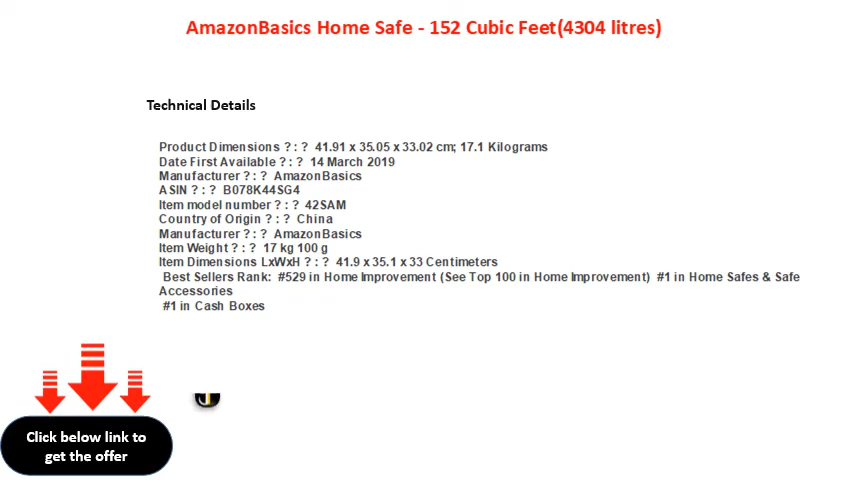 AmazonBasics Home Safe - 152 Cubic Feet(4304 litres)
Technical Details
Product Dimensions ? : ? 41.91 x 35.05 x 33.02 cm; 17.1 Kilograms
Date First Available ? : ? 14 March 2019
Manufacturer ? : ? AmazonBasics
ASIN ? : ? B078K44SG4
Item model number ? : ? 42SAM
Country of Origin ? : ? China
Manufacturer ? : ? AmazonBasics
Item Weight ? : ? 17 kg 100 g
Item Dimensions LxWxH ? : ? 41.9 x 35.1 x 33 Centimeters
Best Sellers Rank: #529 in Home Improvement (See Top 100 in Home Improvement) #1 in Home Safes & Safe
Accessories
#1 in Cash Boxes
Click below link to
get the offer